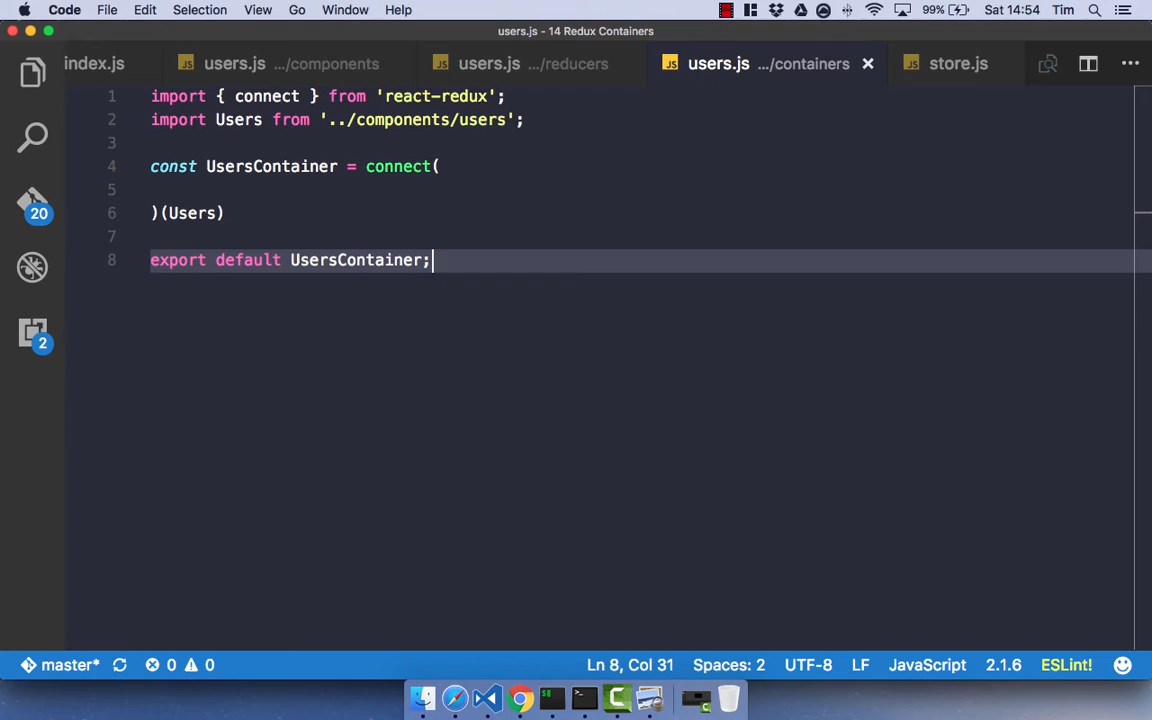 Code File Edit Selection View Go Window Help 99% Sat 14:54 Tim
users.js - 14 Redux Containers
index.js users.js .../components users.js .../reducers users.js .../containers store.js
1 import { connect } from 'react-redux';
2 import Users from '../components/users';
3
4 const UsersContainer = connect(
5
6 )(Users)
7
8 export default UsersContainer;
20
2
master* 0 0 Ln 8, Col 31 Spaces: 2 UTF-8 LF JavaScript 2.1.6 ESLint!